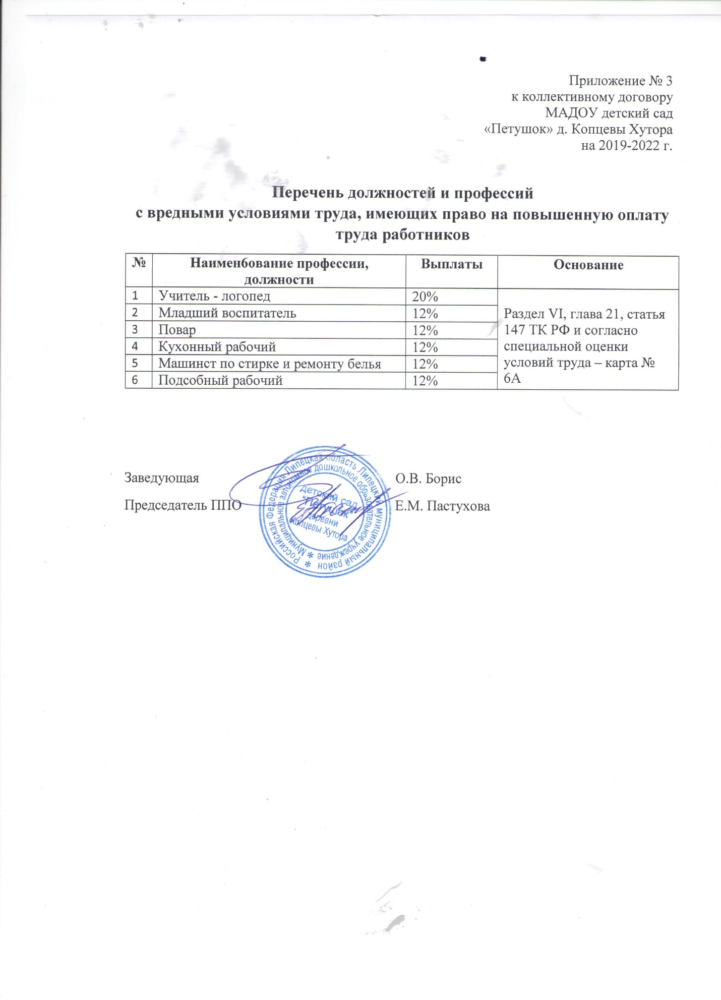 Приложение № 3
к коллективному договору
МАДОУ детский сад
«Петушок» д. Копцевы Хутора
на 2019-2022 г.
Перечень должностей и профессий
с вредными условиями труда, имеющих право на повышенную оплату
труда работников
№ Наимен6ование профессии, должности Выплаты Основание
1 Учитель - логопед 20%
2 Младший воспитатель 12%
3 Повар 12%
4 Кухонный рабочий 12%
5 Машинст по стирке и ремонту белья 12%
6 Подсобный рабочий 12%
Раздел VI, глава 21, статья
147 ТК РФ и согласно
специальной оценки
условий труда – карта №
6А
Заведующая О.В. Борис
Председатель ППО Е.М. Пастухова
Российская Федерация Липецкая область Липецкий муниципальный район *
Муниципальное автономное дошкольное образовательное учреждение *
детский сад
"Петушок"
деревни
Копцевы Хутора